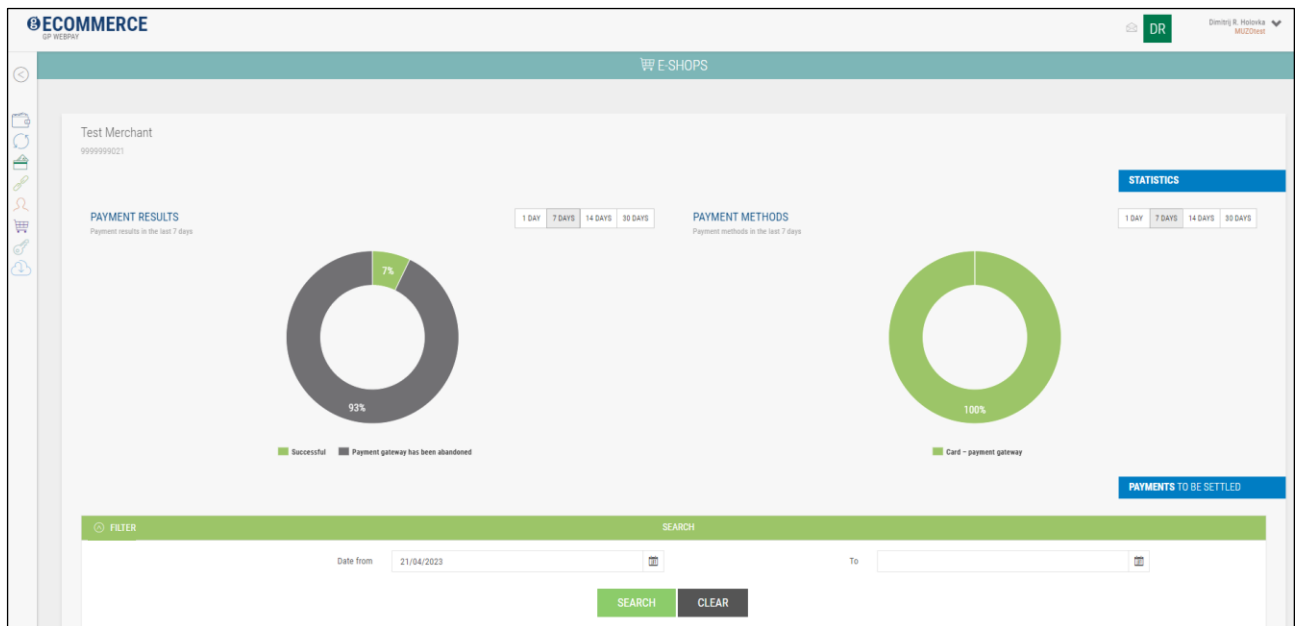 ECOMMERCE
GP WEBPAY
DR
Dimitrij R. Holovka
MUZOtest
E-SHOPS
Test Merchant
9999999021
STATISTICS
PAYMENT RESULTS
Payment results in the last 7 days
1 DAY 7 DAYS 14 DAYS 30 DAYS
PAYMENT METHODS
Payment methods in the last 7 days
1 DAY 7 DAYS 14 DAYS 30 DAYS
7%
93%
100%
Successful Payment gateway has been abandoned
Card – payment gateway
PAYMENTS TO BE SETTLED
FILTER SEARCH
Date from 21/04/2023 To
SEARCH CLEAR